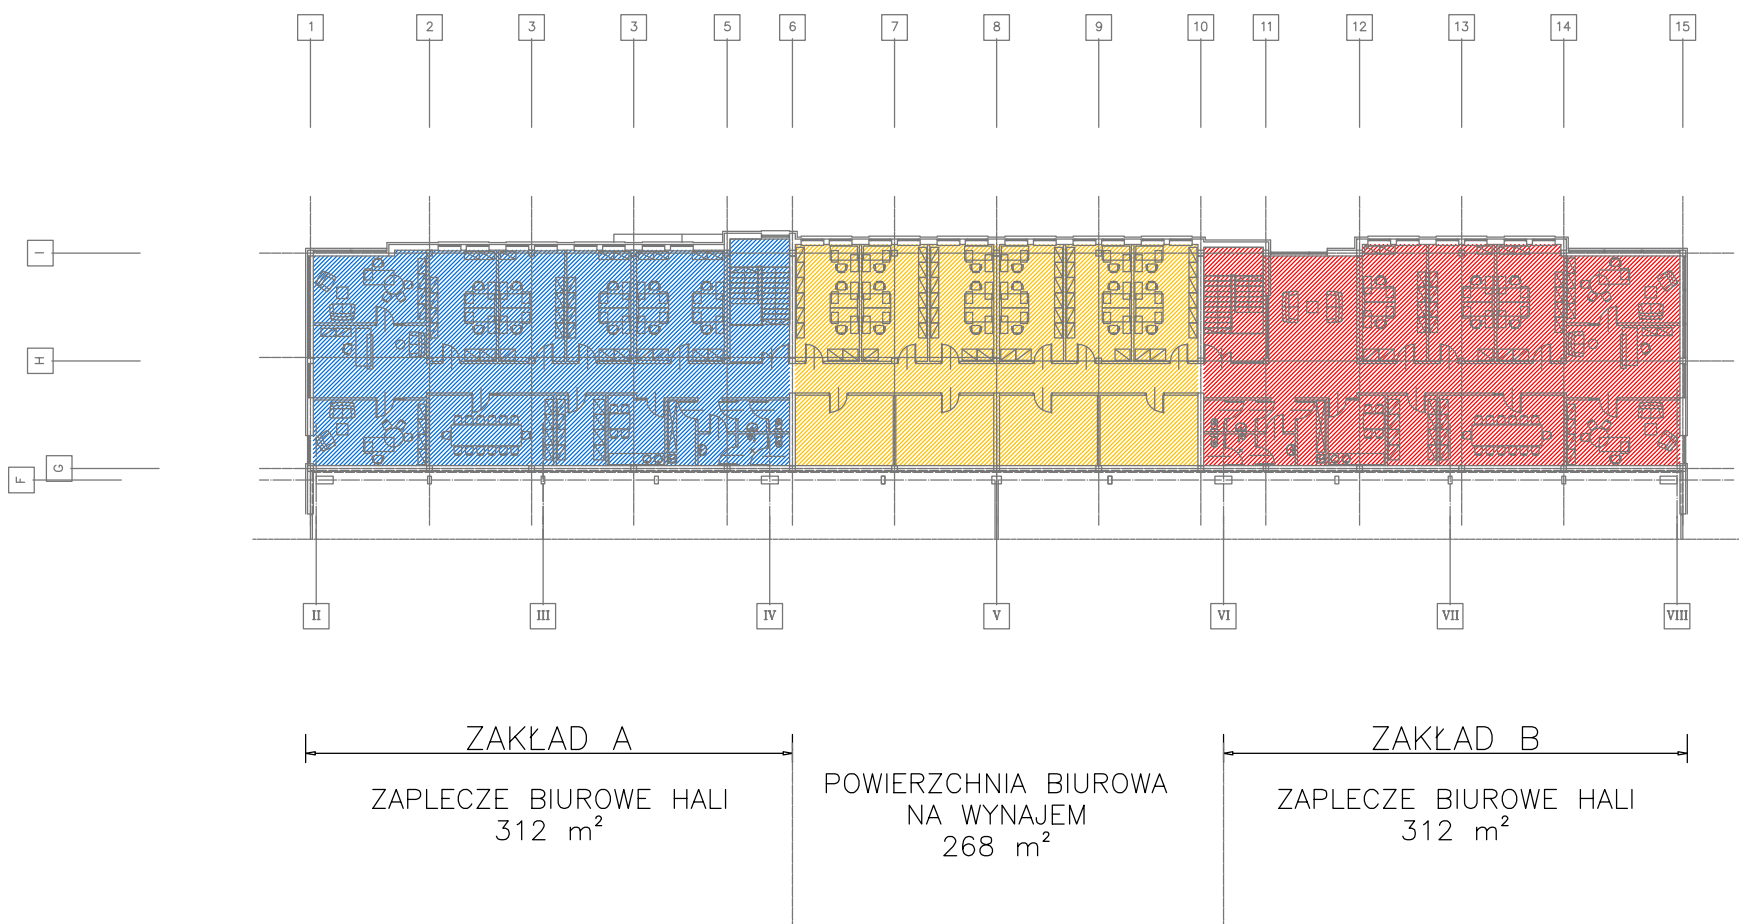 1 2 3 3 5 6 7 8 9 10 11 12 13 14 15
I
H
G
F
II III IV V VI VII VIII
ZAKŁAD A
ZAKŁAD B
ZAPLECZE BIUROWE HALI
312 m²
POWIERZCHNIA BIUROWA
NA WYNAJEM
268 m²
ZAPLECZE BIUROWE HALI
312 m²